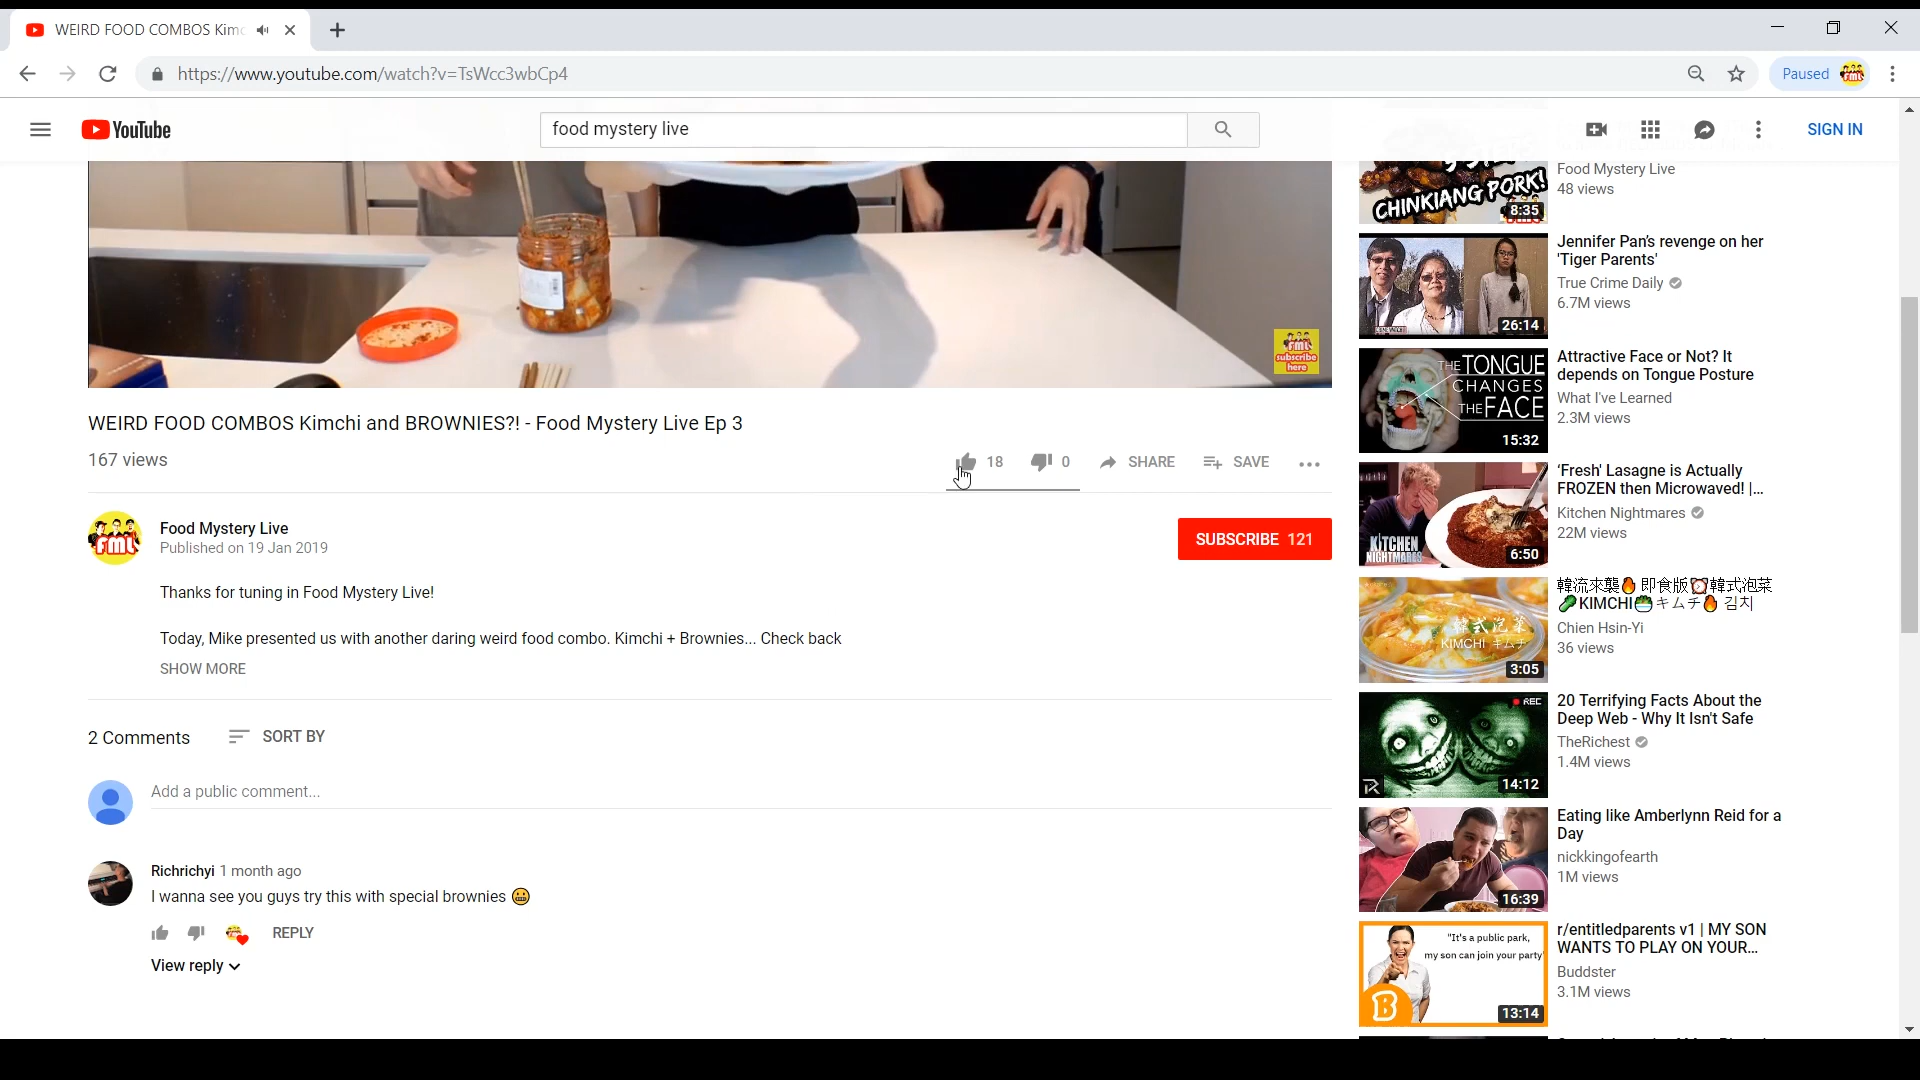 WEIRD FOOD COMBOS Kimc
https://www.youtube.com/watch?v=TsWcc3wbCp4
Paused
YouTube
food mystery live
SIGN IN
subscribe
here
WEIRD FOOD COMBOS Kimchi and BROWNIES?! - Food Mystery Live Ep 3
167 views
18
0
SHARE
SAVE
FML
Food Mystery Live
Published on 19 Jan 2019
SUBSCRIBE 121
Thanks for tuning in Food Mystery Live!
Today, Mike presented us with another daring weird food combo. Kimchi + Brownies... Check back
SHOW MORE
2 Comments
SORT BY
Add a public comment...
Richrichyi 1 month ago
I wanna see you guys try this with special brownies 😬
REPLY
View reply
CHINKIANG PORK!
8:35
Food Mystery Live
48 views
26:14
Jennifer Pan's revenge on her
'Tiger Parents'
True Crime Daily
6.7M views
THE TONGUE
CHANGES
THE FACE
15:32
Attractive Face or Not? It
depends on Tongue Posture
What I've Learned
2.3M views
KITCHEN
NIGHTMARES
6:50
'Fresh' Lasagne is Actually
FROZEN then Microwaved! |...
Kitchen Nightmares
22M views
韓式泡菜
KIMCHI キムチ
3:05
韓流來襲🔥 即食版⏰韓式泡菜
🥒KIMCHI🥗キムチ🔥 김치
Chien Hsin-Yi
36 views
REC
14:12
20 Terrifying Facts About the
Deep Web - Why It Isn't Safe
TheRichest
1.4M views
16:39
Eating like Amberlynn Reid for a
Day
nickkingofearth
1M views
"It's a public park,
my son can join your party
B
13:14
r/entitledparents v1 | MY SON
WANTS TO PLAY ON YOUR...
Buddster
3.1M views